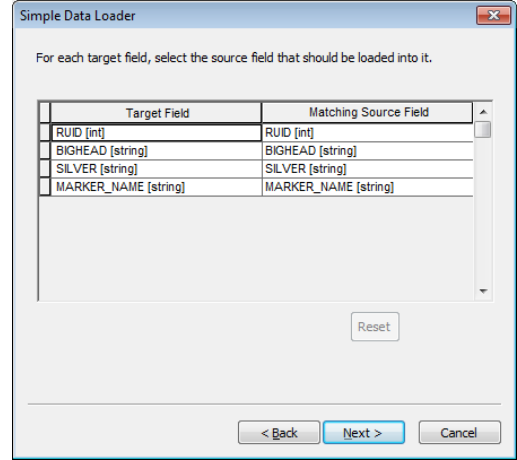 Simple Data Loader
For each target field, select the source field that should be loaded into it.
Target Field Matching Source Field
RUID [int] RUID [int]
BIGHEAD [string] BIGHEAD [string]
SILVER [string] SILVER [string]
MARKER_NAME [string] MARKER_NAME [string]
Reset
< Back Next > Cancel